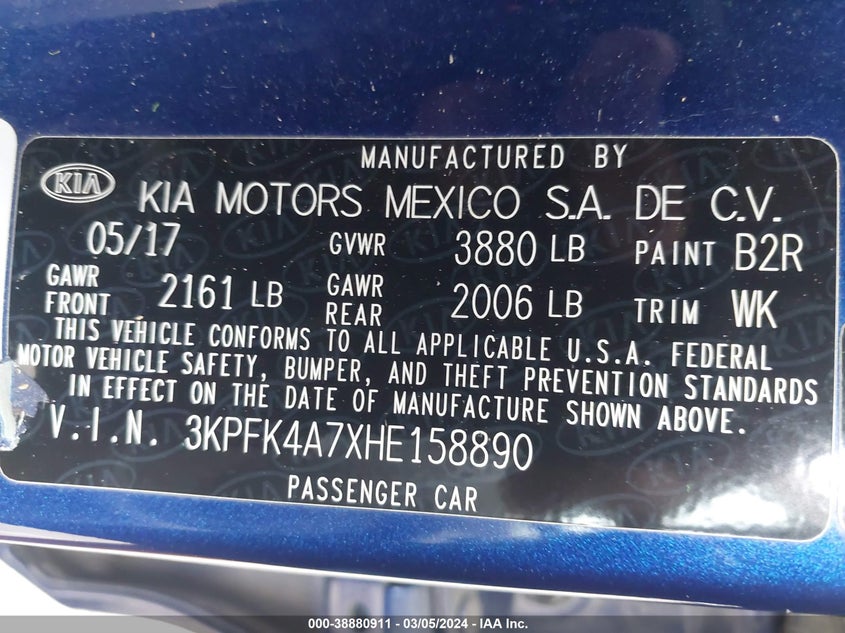 MANUFACTURED BY
KIA KIA MOTORS MEXICO S.A. DE C.V.
05/17 GVWR 3880 LB PAINT B2R
GAWR FRONT 2161 LB GAWR REAR 2006 LB TRIM WK
THIS VEHICLE CONFORMS TO ALL APPLICABLE U.S.A. FEDERAL
MOTOR VEHICLE SAFETY, BUMPER, AND THEFT PREVENTION STANDARDS
IN EFFECT ON THE DATE OF MANUFACTURE SHOWN ABOVE.
V.I.N. 3KPFK4A7XHE158890
PASSENGER CAR
000-38880911 - 03/05/2024 - IAA Inc.